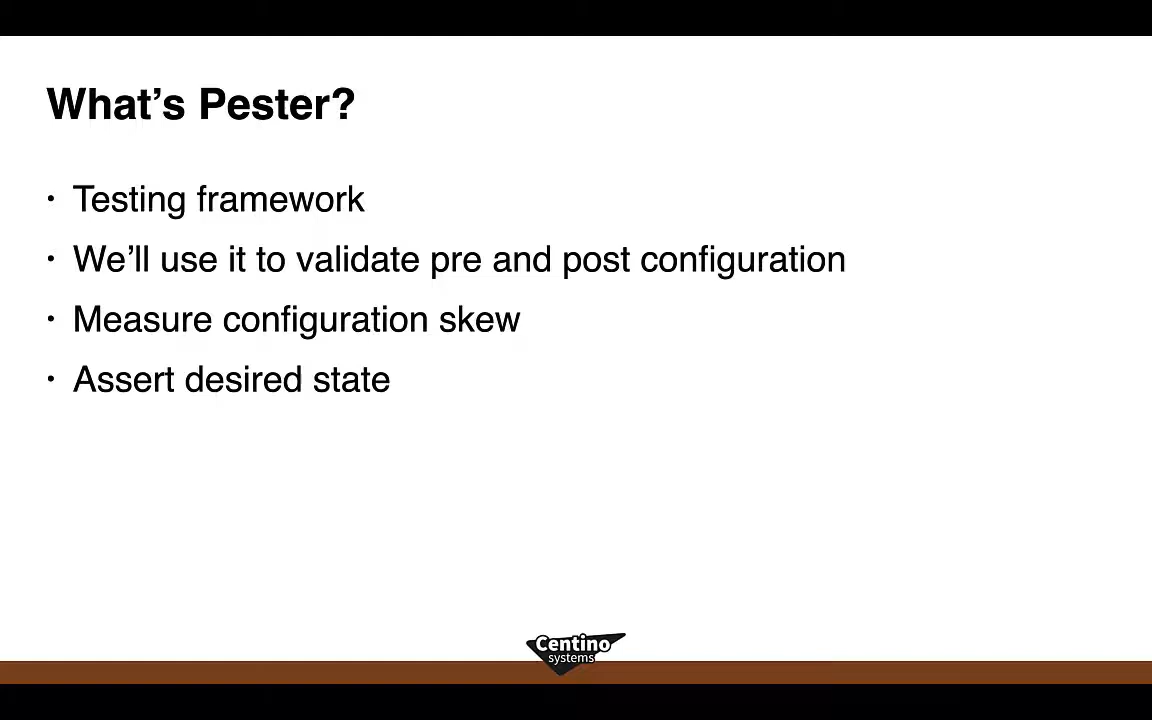 What’s Pester?
• Testing framework
• We’ll use it to validate pre and post configuration
• Measure configuration skew
• Assert desired state
Centino
systems